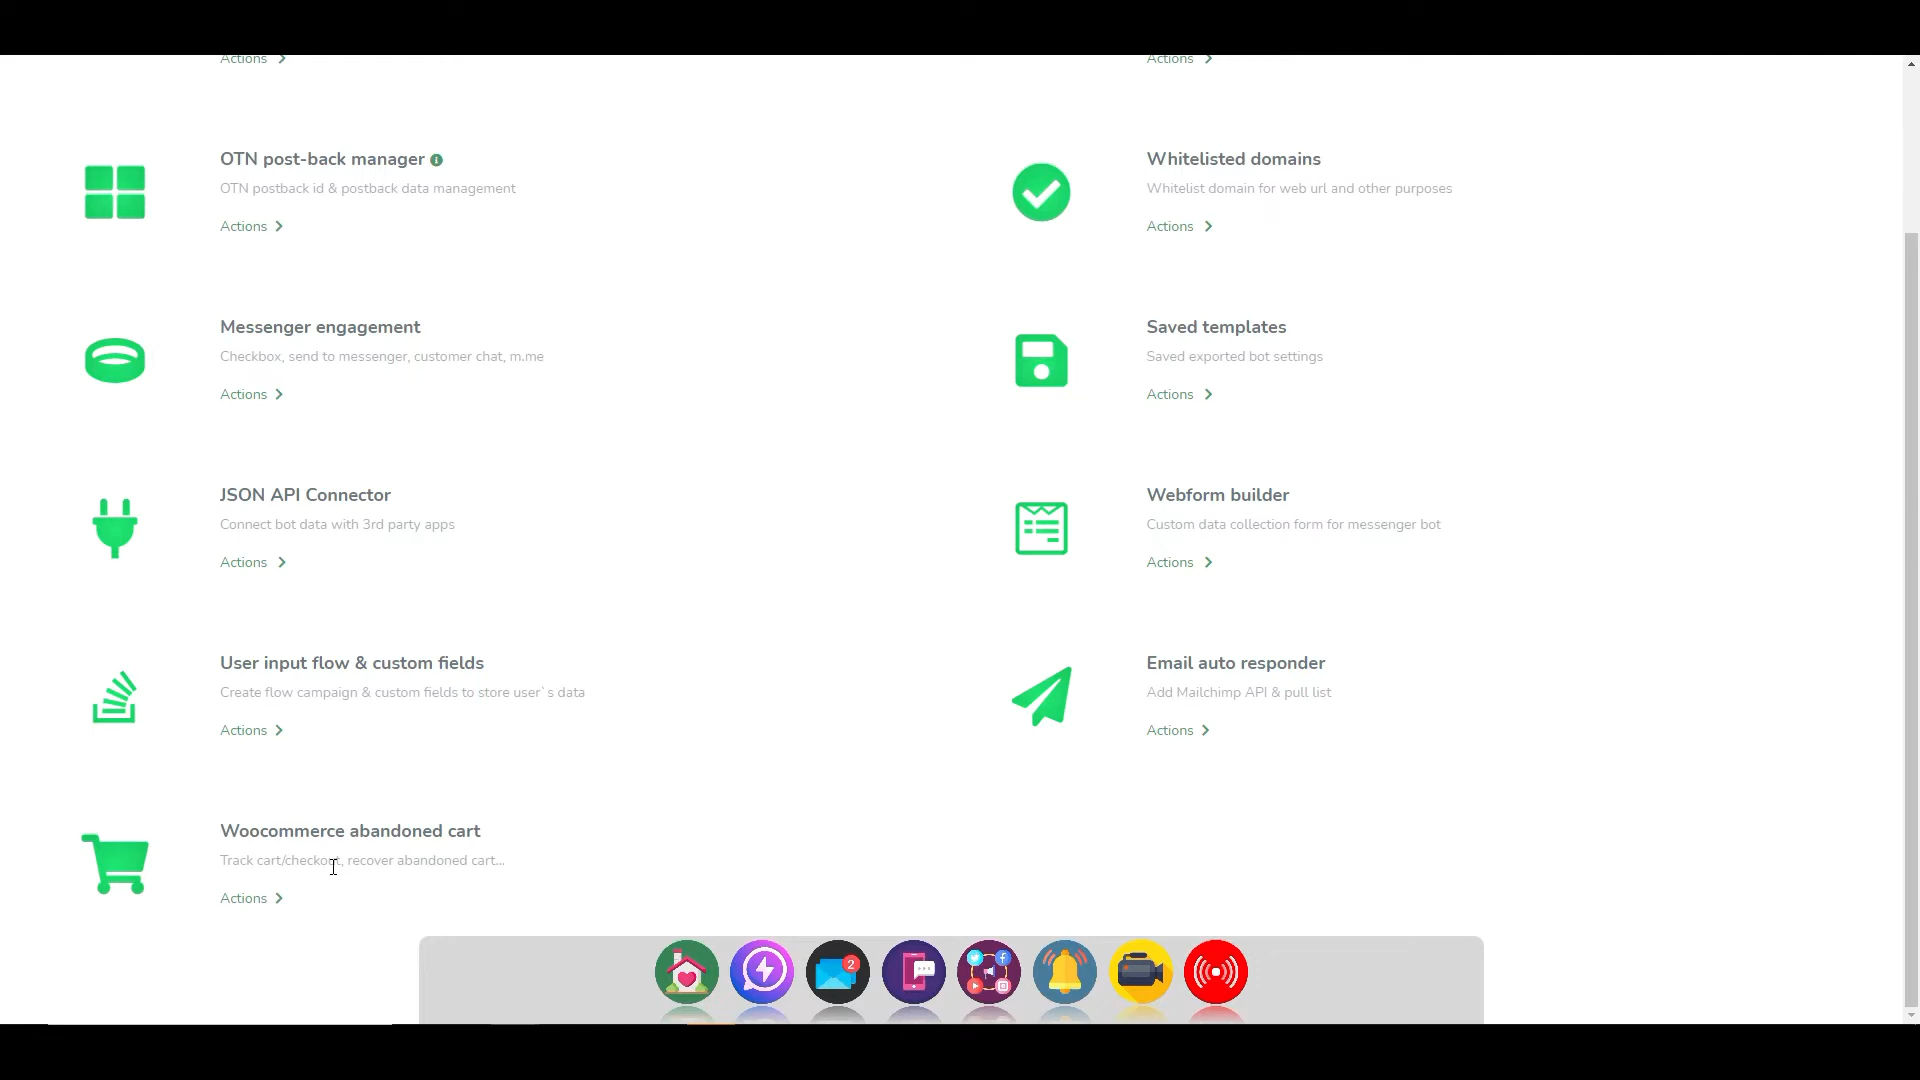 Actions
Actions
OTN post-back manager
OTN postback id & postback data management
Actions
Whitelisted domains
Whitelist domain for web url and other purposes
Actions
Messenger engagement
Checkbox, send to messenger, customer chat, m.me
Actions
Saved templates
Saved exported bot settings
Actions
JSON API Connector
Connect bot data with 3rd party apps
Actions
Webform builder
Custom data collection form for messenger bot
Actions
User input flow & custom fields
Create flow campaign & custom fields to store user`s data
Actions
Email auto responder
Add Mailchimp API & pull list
Actions
Woocommerce abandoned cart
Track cart/checkout, recover abandoned cart...
Actions
2